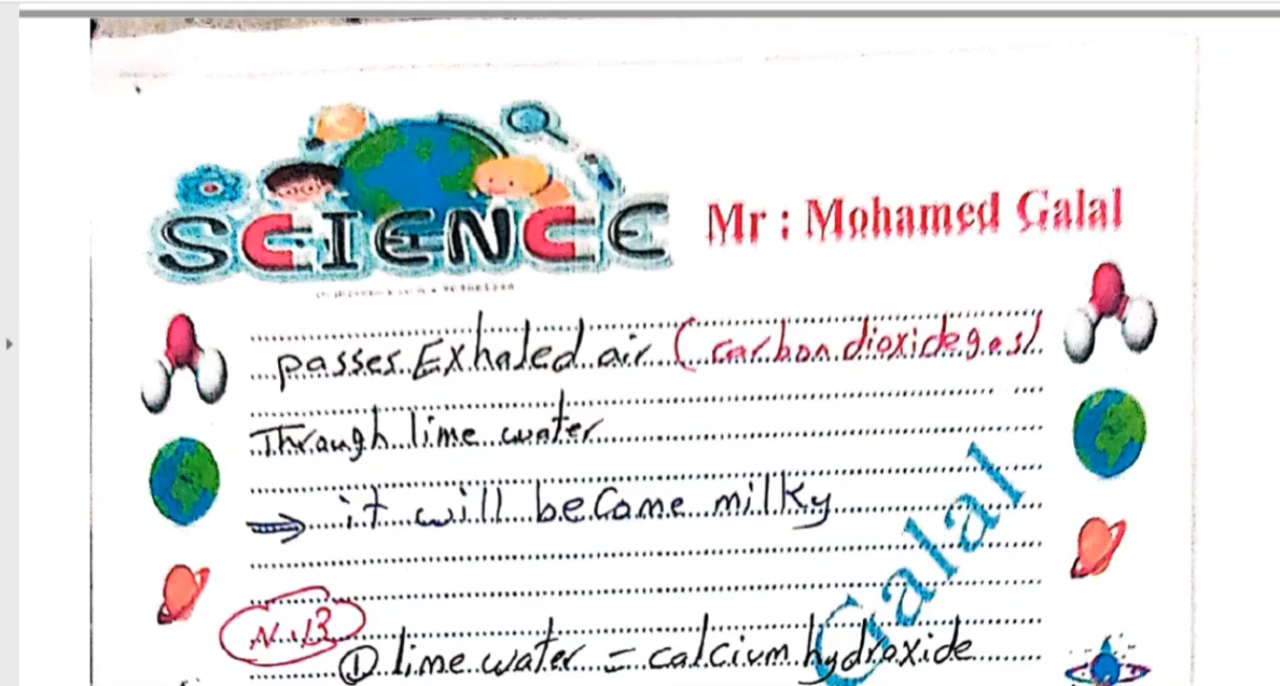 SCIENCE
Mr : Mohamed Galal
passes Exhaled air (carbon dioxide gas)
Through lime water
⇒ it will become milky
N.B
① lime water = calcium hydroxide
Galal